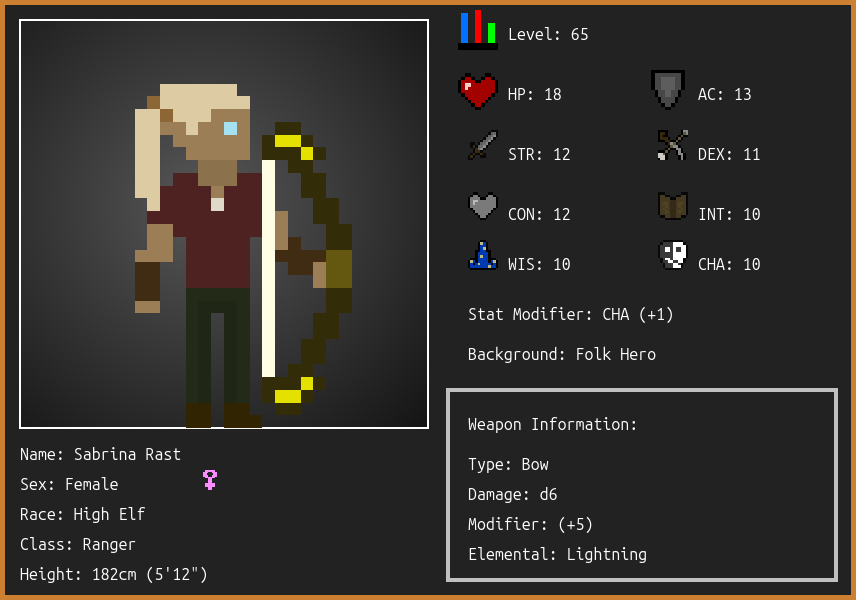 Level: 65
HP: 18
AC: 13
STR: 12
DEX: 11
CON: 12
INT: 10
WIS: 10
CHA: 10
Stat Modifier: CHA (+1)
Background: Folk Hero
Weapon Information:
Type: Bow
Damage: d6
Modifier: (+5)
Elemental: Lightning
Name: Sabrina Rast
Sex: Female
Race: High Elf
Class: Ranger
Height: 182cm (5'12")